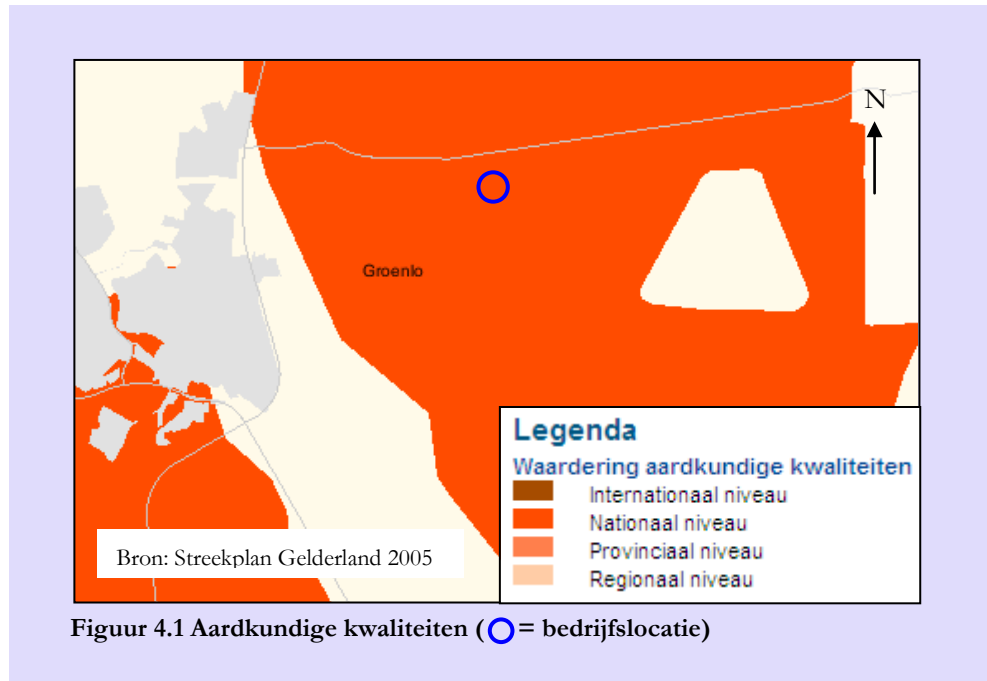 N
Groenlo
Legenda
Waardering aardkundige kwaliteiten
Internationaal niveau
Nationaal niveau
Provinciaal niveau
Regionaal niveau
Bron: Streekplan Gelderland 2005
Figuur 4.1 Aardkundige kwaliteiten ( = bedrijfslocatie)